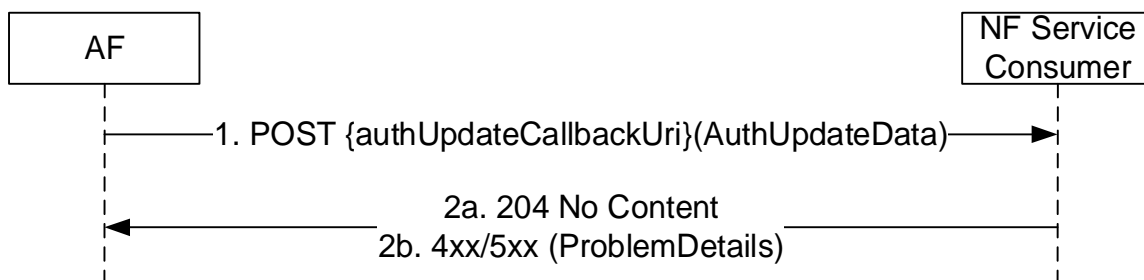 AF
NF Service
Consumer
1. POST {authUpdateCallbackUri}(AuthUpdateData)
2a. 204 No Content
2b. 4xx/5xx (ProblemDetails)